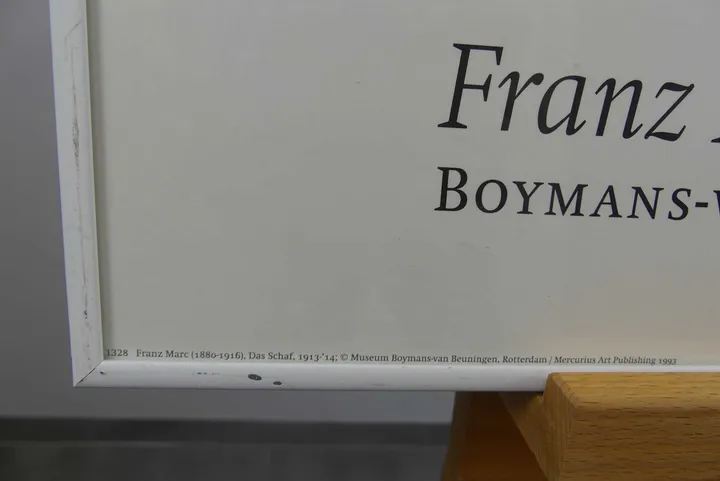 Franz
BOYMANS-
1328 Franz Marc (1880-1916), Das Schaf, 1913-'14; © Museum Boymans-van Beuningen, Rotterdam / Mercurius Art Publishing 1993